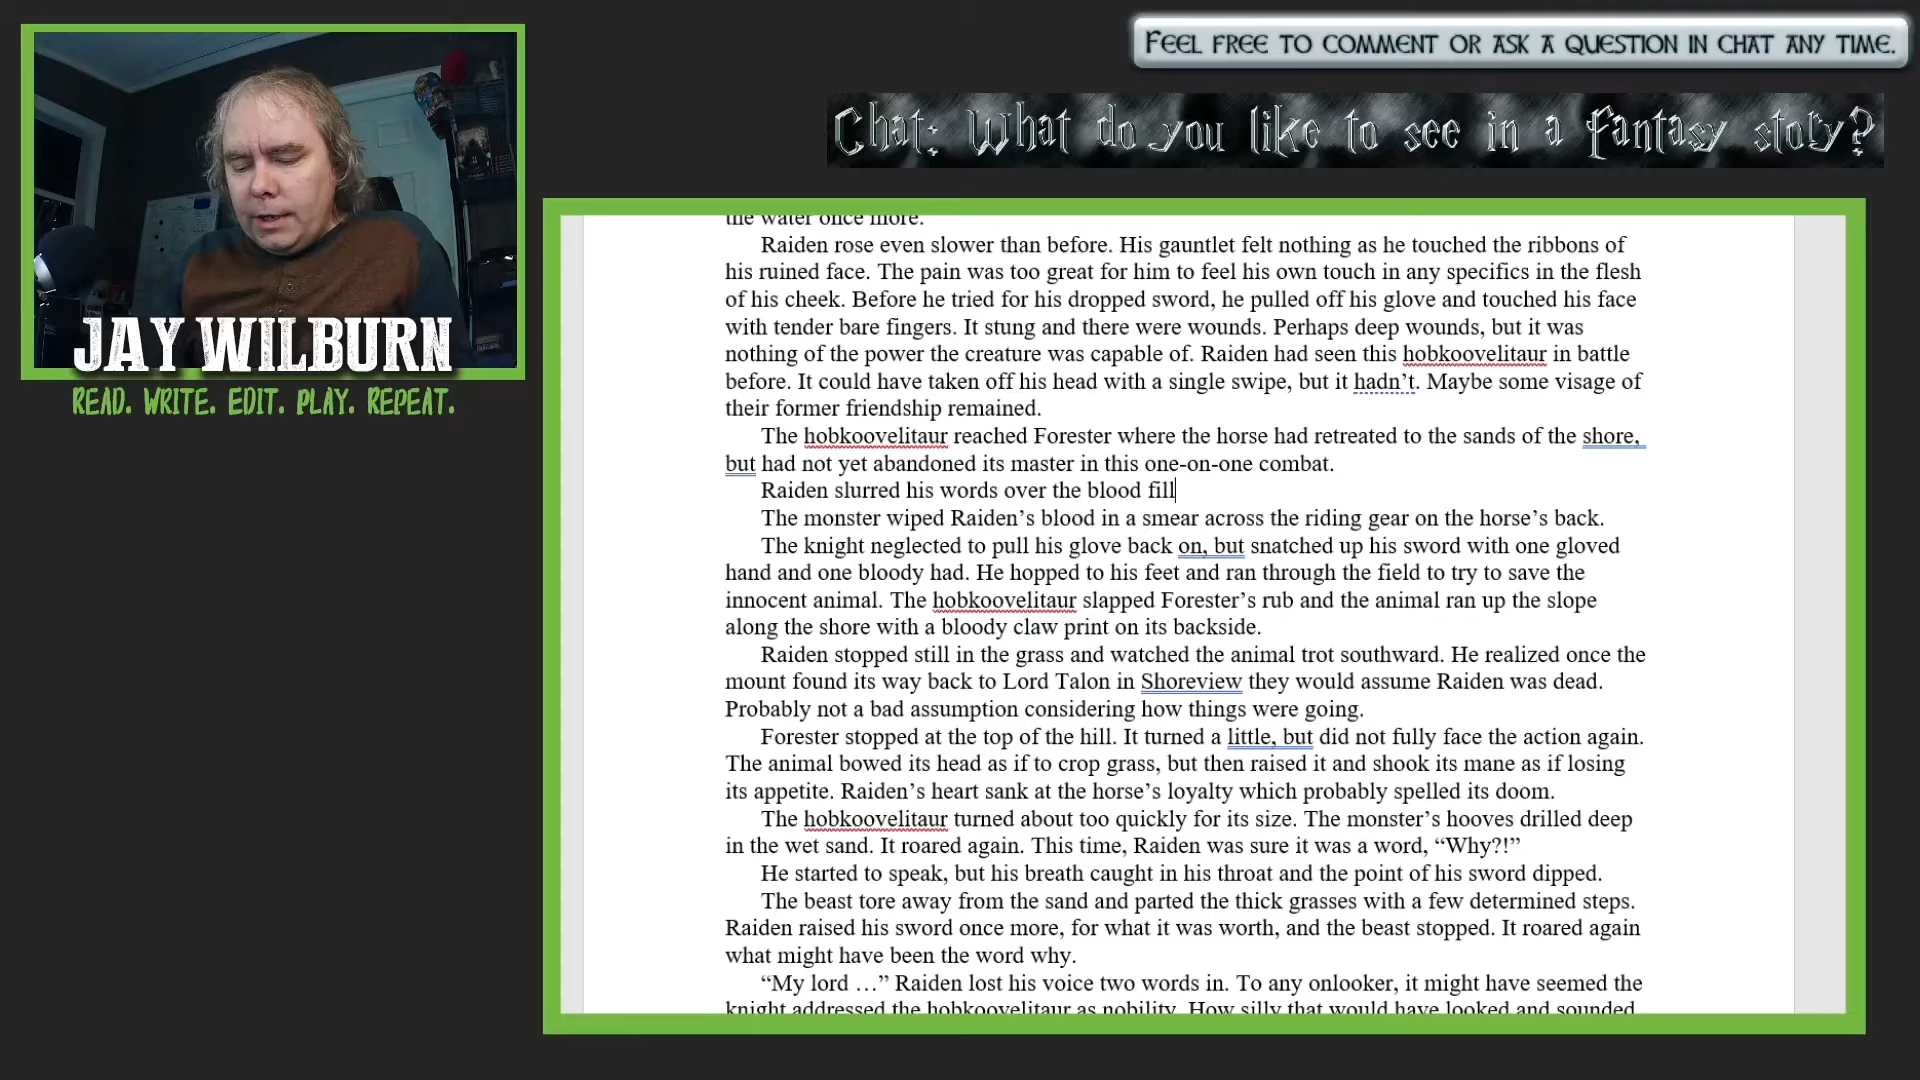 FEEL FREE TO COMMENT OR ASK A QUESTION IN CHAT ANY TIME.
Chat: What do you like to see in a fantasy story?
JAY WILBURN
READ. WRITE. EDIT. PLAY. REPEAT.
the water once more.
Raiden rose even slower than before. His gauntlet felt nothing as he touched the ribbons of
his ruined face. The pain was too great for him to feel his own touch in any specifics in the flesh
of his cheek. Before he tried for his dropped sword, he pulled off his glove and touched his face
with tender bare fingers. It stung and there were wounds. Perhaps deep wounds, but it was
nothing of the power the creature was capable of. Raiden had seen this hobkoovelitaur in battle
before. It could have taken off his head with a single swipe, but it hadn’t. Maybe some visage of
their former friendship remained.
The hobkoovelitaur reached Forester where the horse had retreated to the sands of the shore,
but had not yet abandoned its master in this one-on-one combat.
Raiden slurred his words over the blood fill
The monster wiped Raiden’s blood in a smear across the riding gear on the horse’s back.
The knight neglected to pull his glove back on, but snatched up his sword with one gloved
hand and one bloody had. He hopped to his feet and ran through the field to try to save the
innocent animal. The hobkoovelitaur slapped Forester’s rub and the animal ran up the slope
along the shore with a bloody claw print on its backside.
Raiden stopped still in the grass and watched the animal trot southward. He realized once the
mount found its way back to Lord Talon in Shoreview they would assume Raiden was dead.
Probably not a bad assumption considering how things were going.
Forester stopped at the top of the hill. It turned a little, but did not fully face the action again.
The animal bowed its head as if to crop grass, but then raised it and shook its mane as if losing
its appetite. Raiden’s heart sank at the horse’s loyalty which probably spelled its doom.
The hobkoovelitaur turned about too quickly for its size. The monster’s hooves drilled deep
in the wet sand. It roared again. This time, Raiden was sure it was a word, “Why?!”
He started to speak, but his breath caught in his throat and the point of his sword dipped.
The beast tore away from the sand and parted the thick grasses with a few determined steps.
Raiden raised his sword once more, for what it was worth, and the beast stopped. It roared again
what might have been the word why.
“My lord …” Raiden lost his voice two words in. To any onlooker, it might have seemed the
knight addressed the hobkoovelitaur as nobility. How silly that would have looked and sounded